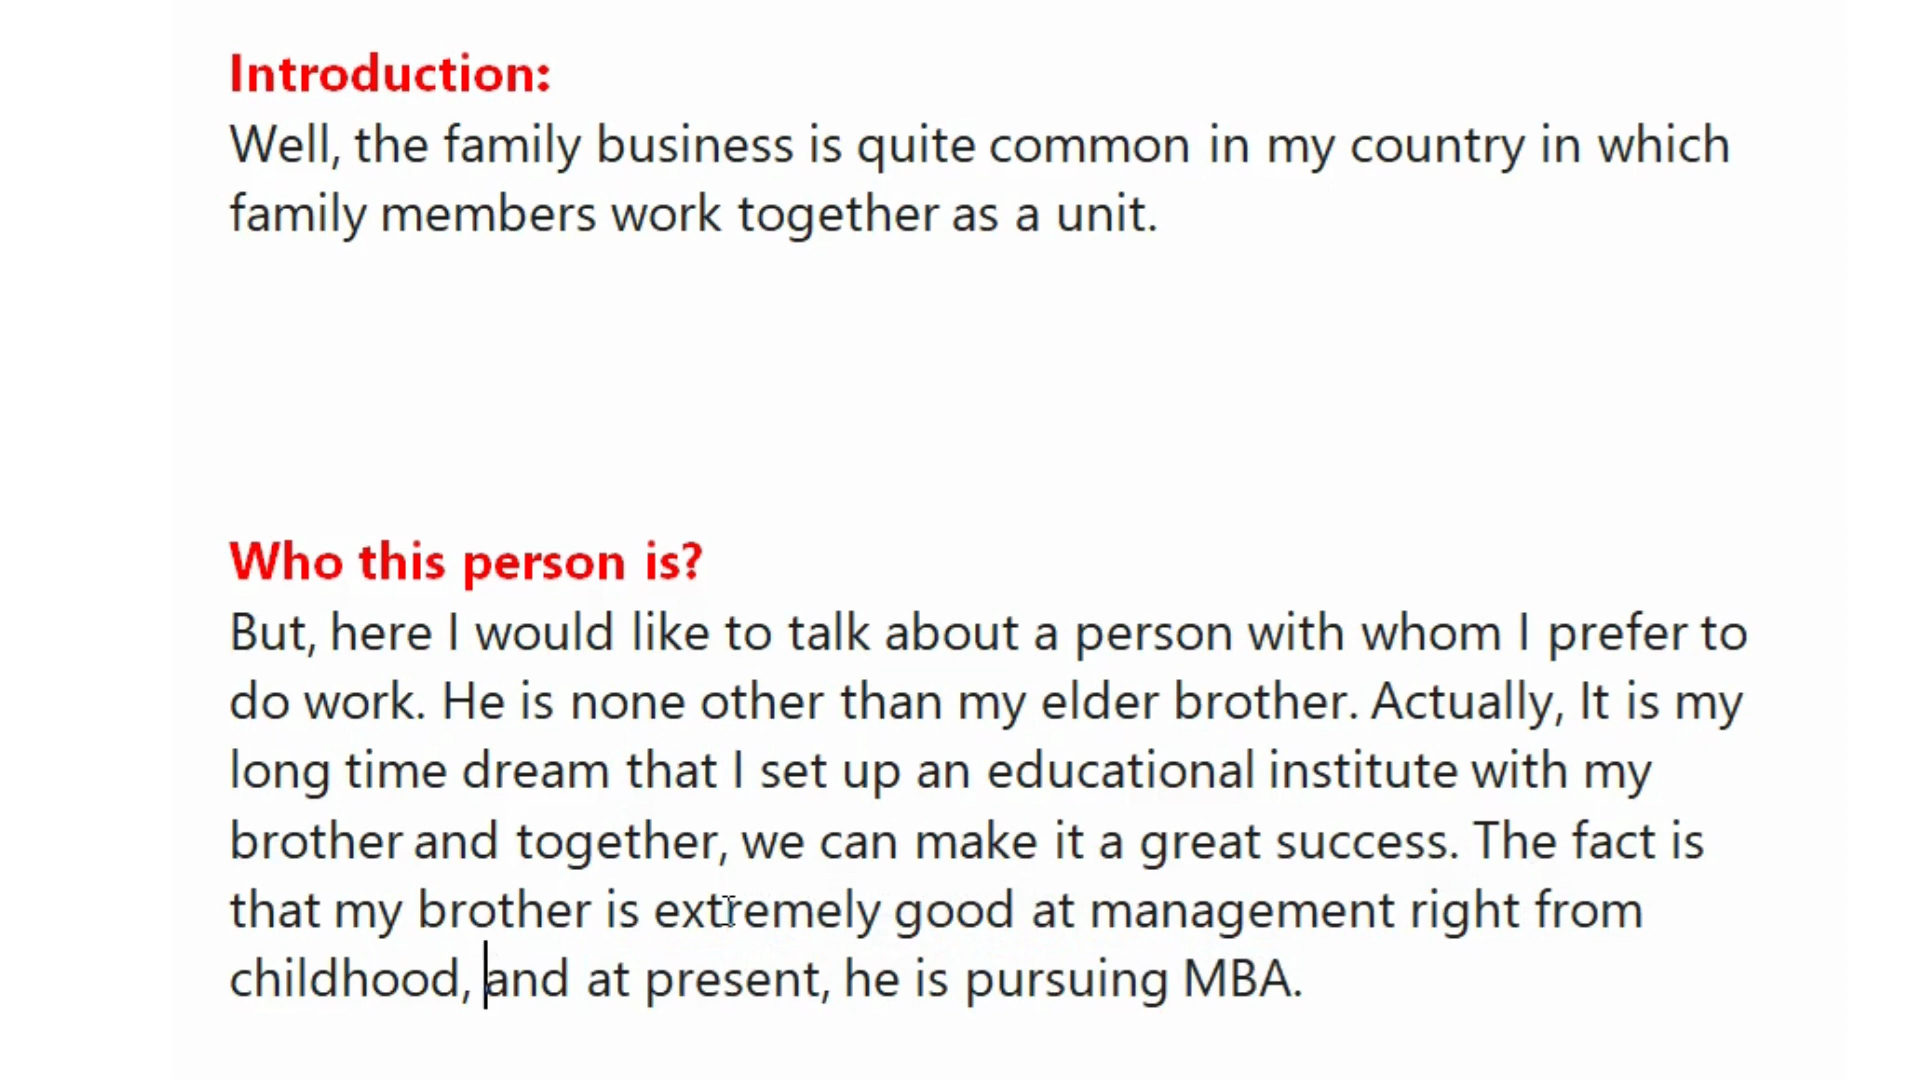 Introduction:
Well, the family business is quite common in my country in which
family members work together as a unit.
Who this person is?
But, here I would like to talk about a person with whom I prefer to
do work. He is none other than my elder brother. Actually, It is my
long time dream that I set up an educational institute with my
brother and together, we can make it a great success. The fact is
that my brother is extremely good at management right from
childhood, and at present, he is pursuing MBA.